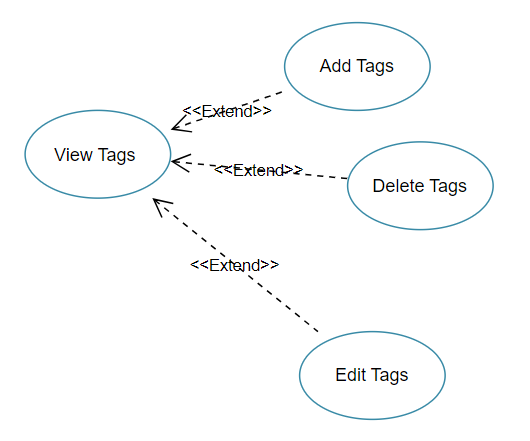 Add Tags
<<Extend>>
View Tags
<<Extend>>
Delete Tags
<<Extend>>
Edit Tags